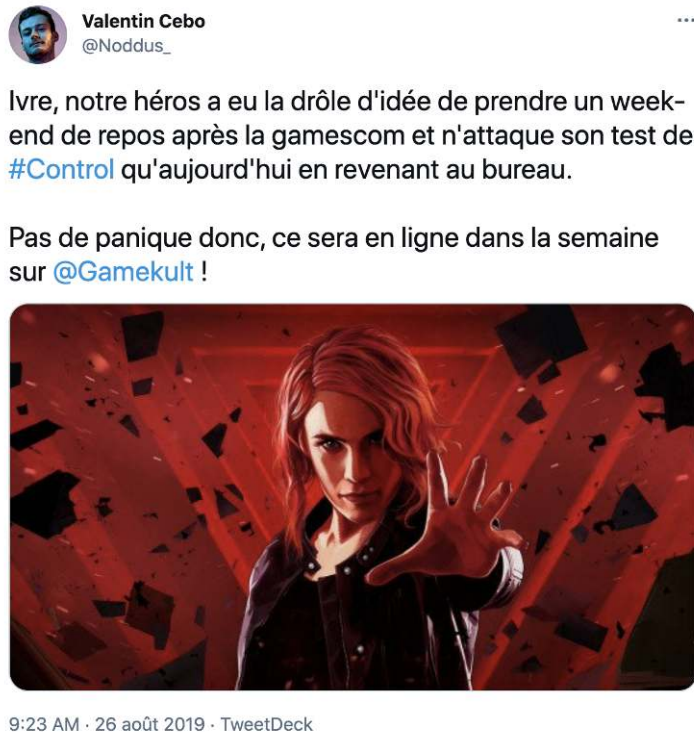 Valentin Cebo
@Noddus_
Ivre, notre héros a eu la drôle d'idée de prendre un week-
end de repos après la gamescom et n'attaque son test de
#Control qu'aujourd'hui en revenant au bureau.
Pas de panique donc, ce sera en ligne dans la semaine
sur @Gamekult !
9:23 AM · 26 août 2019 · TweetDeck